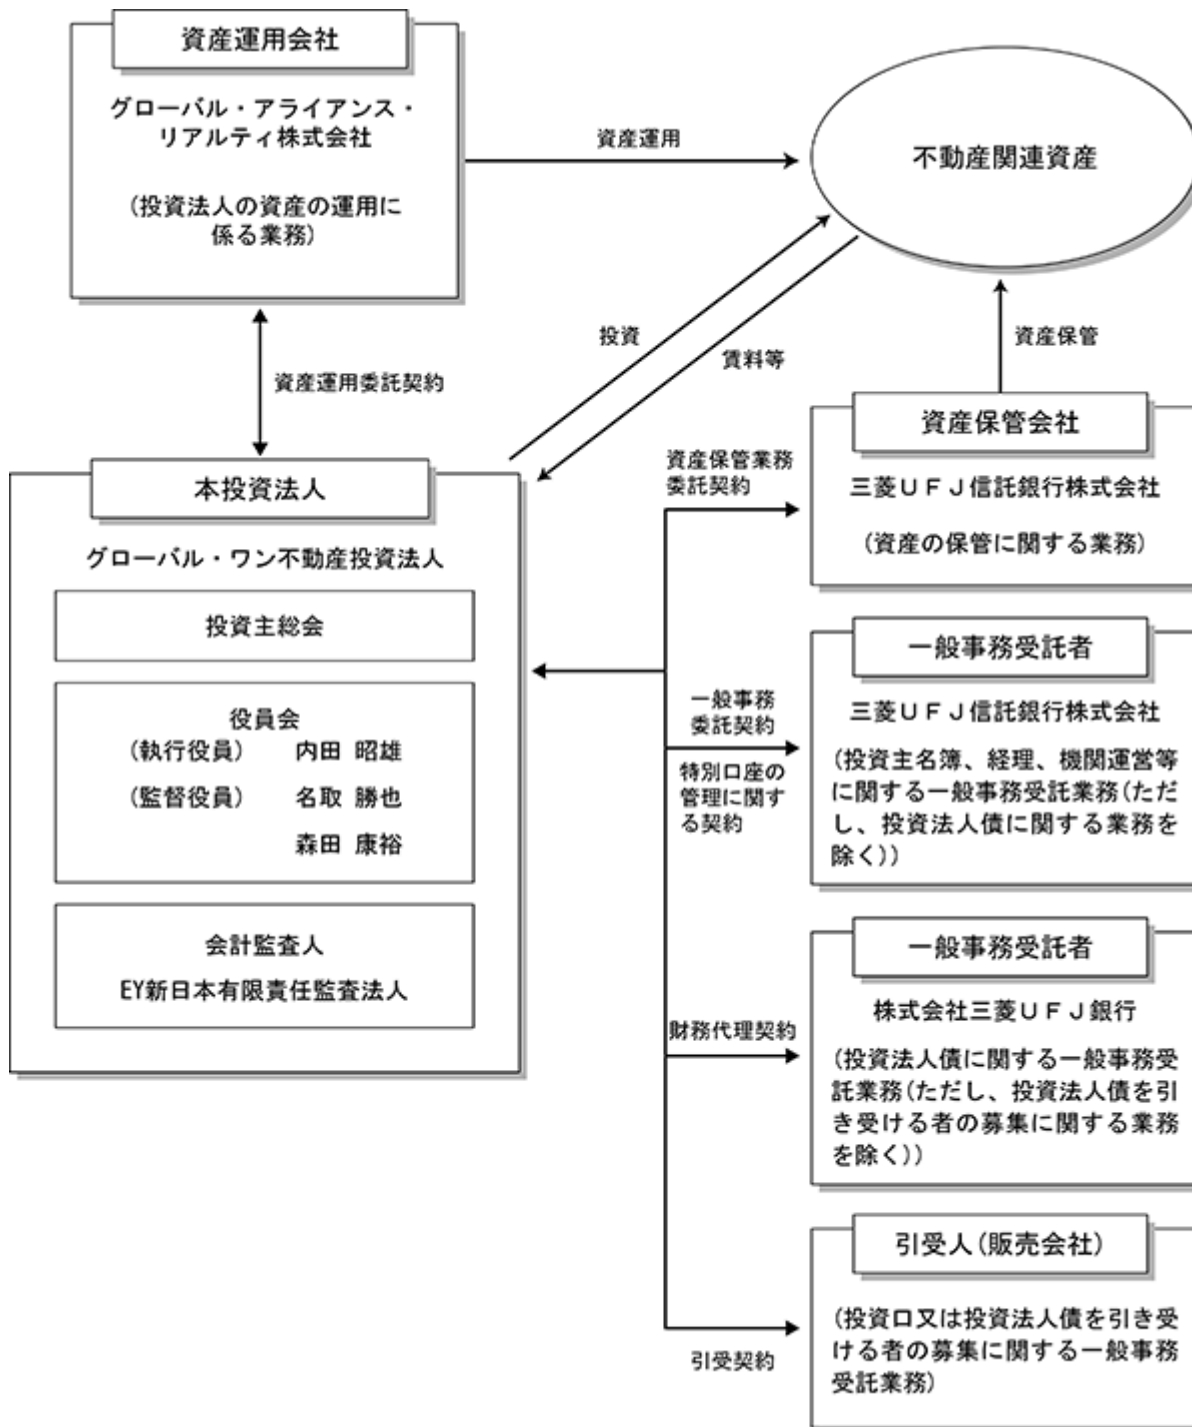 資産運用会社
グローバル・アライアンス・
リアルティ株式会社
(投資法人の資産の運用に
係る業務)
資産運用
不動産関連資産
投資
賃料等
資産保管
資産運用委託契約
本投資法人
グローバル・ワン不動産投資法人
投資主総会
役員会
(執行役員) 内田 昭雄
(監督役員) 名取 勝也
森田 康裕
会計監査人
EY新日本有限責任監査法人
資産保管業務
委託契約
資産保管会社
三菱UFJ信託銀行株式会社
(資産の保管に関する業務)
一般事務
委託契約
特別口座の
管理に関す
る契約
一般事務受託者
三菱UFJ信託銀行株式会社
(投資主名簿、経理、機関運営等
に関する一般事務受託業務(ただ
し、投資法人債に関する業務を
除く))
財務代理契約
一般事務受託者
株式会社三菱UFJ銀行
(投資法人債に関する一般事務受
託業務(ただし、投資法人債を引
き受ける者の募集に関する業務
を除く))
引受契約
引受人(販売会社)
(投資口又は投資法人債を引き受
ける者の募集に関する一般事務
受託業務)